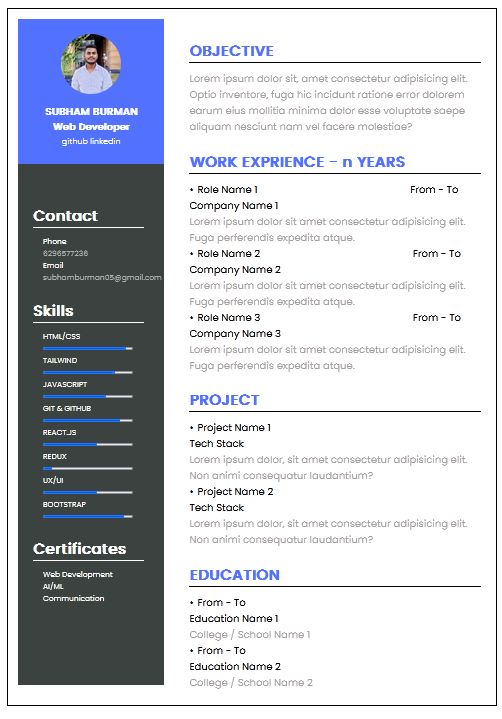 SUBHAM BURMAN
Web Developer
github linkedin
Contact
Phone
6296577236
Email
subhamburman05@gmail.com
Skills
HTML/CSS
TAILWIND
JAVASCRIPT
GIT & GITHUB
REACT.JS
REDUX
UX/UI
BOOTSTRAP
Certificates
Web Development
AI/ML
Communication
OBJECTIVE
Lorem ipsum dolor sit, amet consectetur adipisicing elit.
Optio inventore, fuga hic incidunt ratione error dolorem
earum eius mollitia minima dolor esse voluptate saepe
aliquam nesciunt nam vel facere molestiae?
WORK EXPRIENCE - n YEARS
• Role Name 1 From - To
Company Name 1
Lorem ipsum dolor sit amet consectetur adipisicing elit.
Fuga perferendis expedita atque.
• Role Name 2 From - To
Company Name 2
Lorem ipsum dolor sit amet consectetur adipisicing elit.
Fuga perferendis expedita atque.
• Role Name 3 From - To
Company Name 3
Lorem ipsum dolor sit amet consectetur adipisicing elit.
Fuga perferendis expedita atque.
PROJECT
• Project Name 1
Tech Stack
Lorem ipsum dolor, sit amet consectetur adipisicing elit.
Non animi consequatur laudantium?
• Project Name 2
Tech Stack
Lorem ipsum dolor, sit amet consectetur adipisicing elit.
Non animi consequatur laudantium?
EDUCATION
• From - To
Education Name 1
College / School Name 1
• From - To
Education Name 2
College / School Name 2